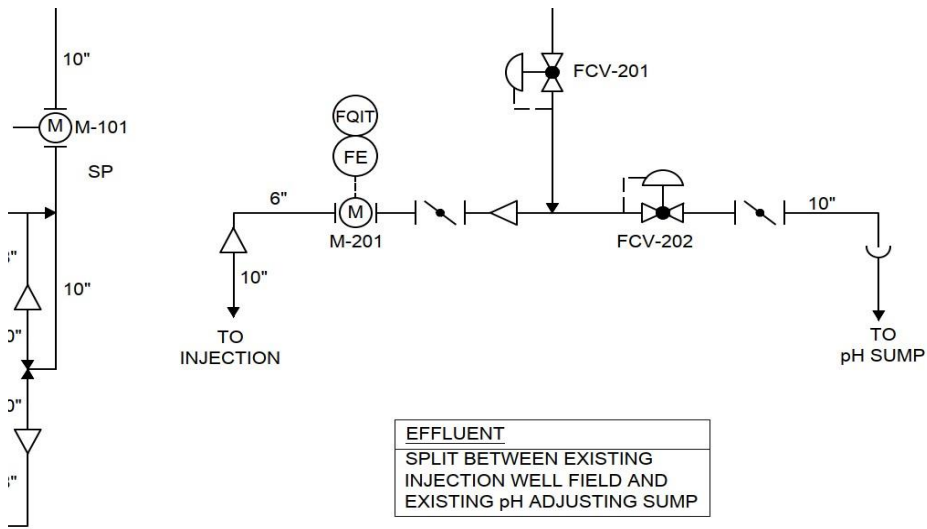 10"
M
M-101
SP
10"
FQIT
FE
6"
M
M-201
10"
TO
INJECTION
FCV-201
FCV-202
10"
TO
pH SUMP
EFFLUENT
SPLIT BETWEEN EXISTING
INJECTION WELL FIELD AND
EXISTING pH ADJUSTING SUMP